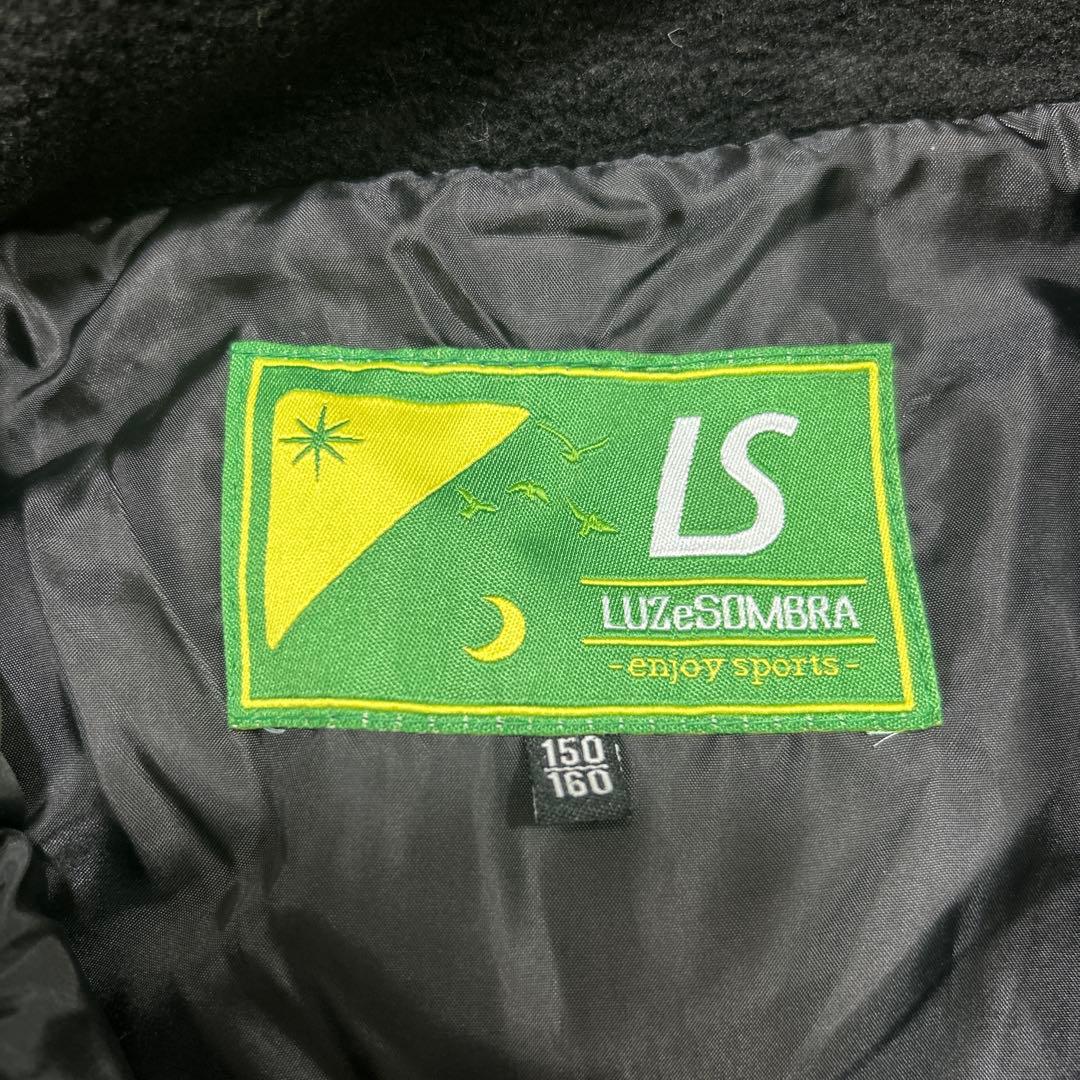 LS
LUZeSOMBRA
-enjoy sports-
150
160